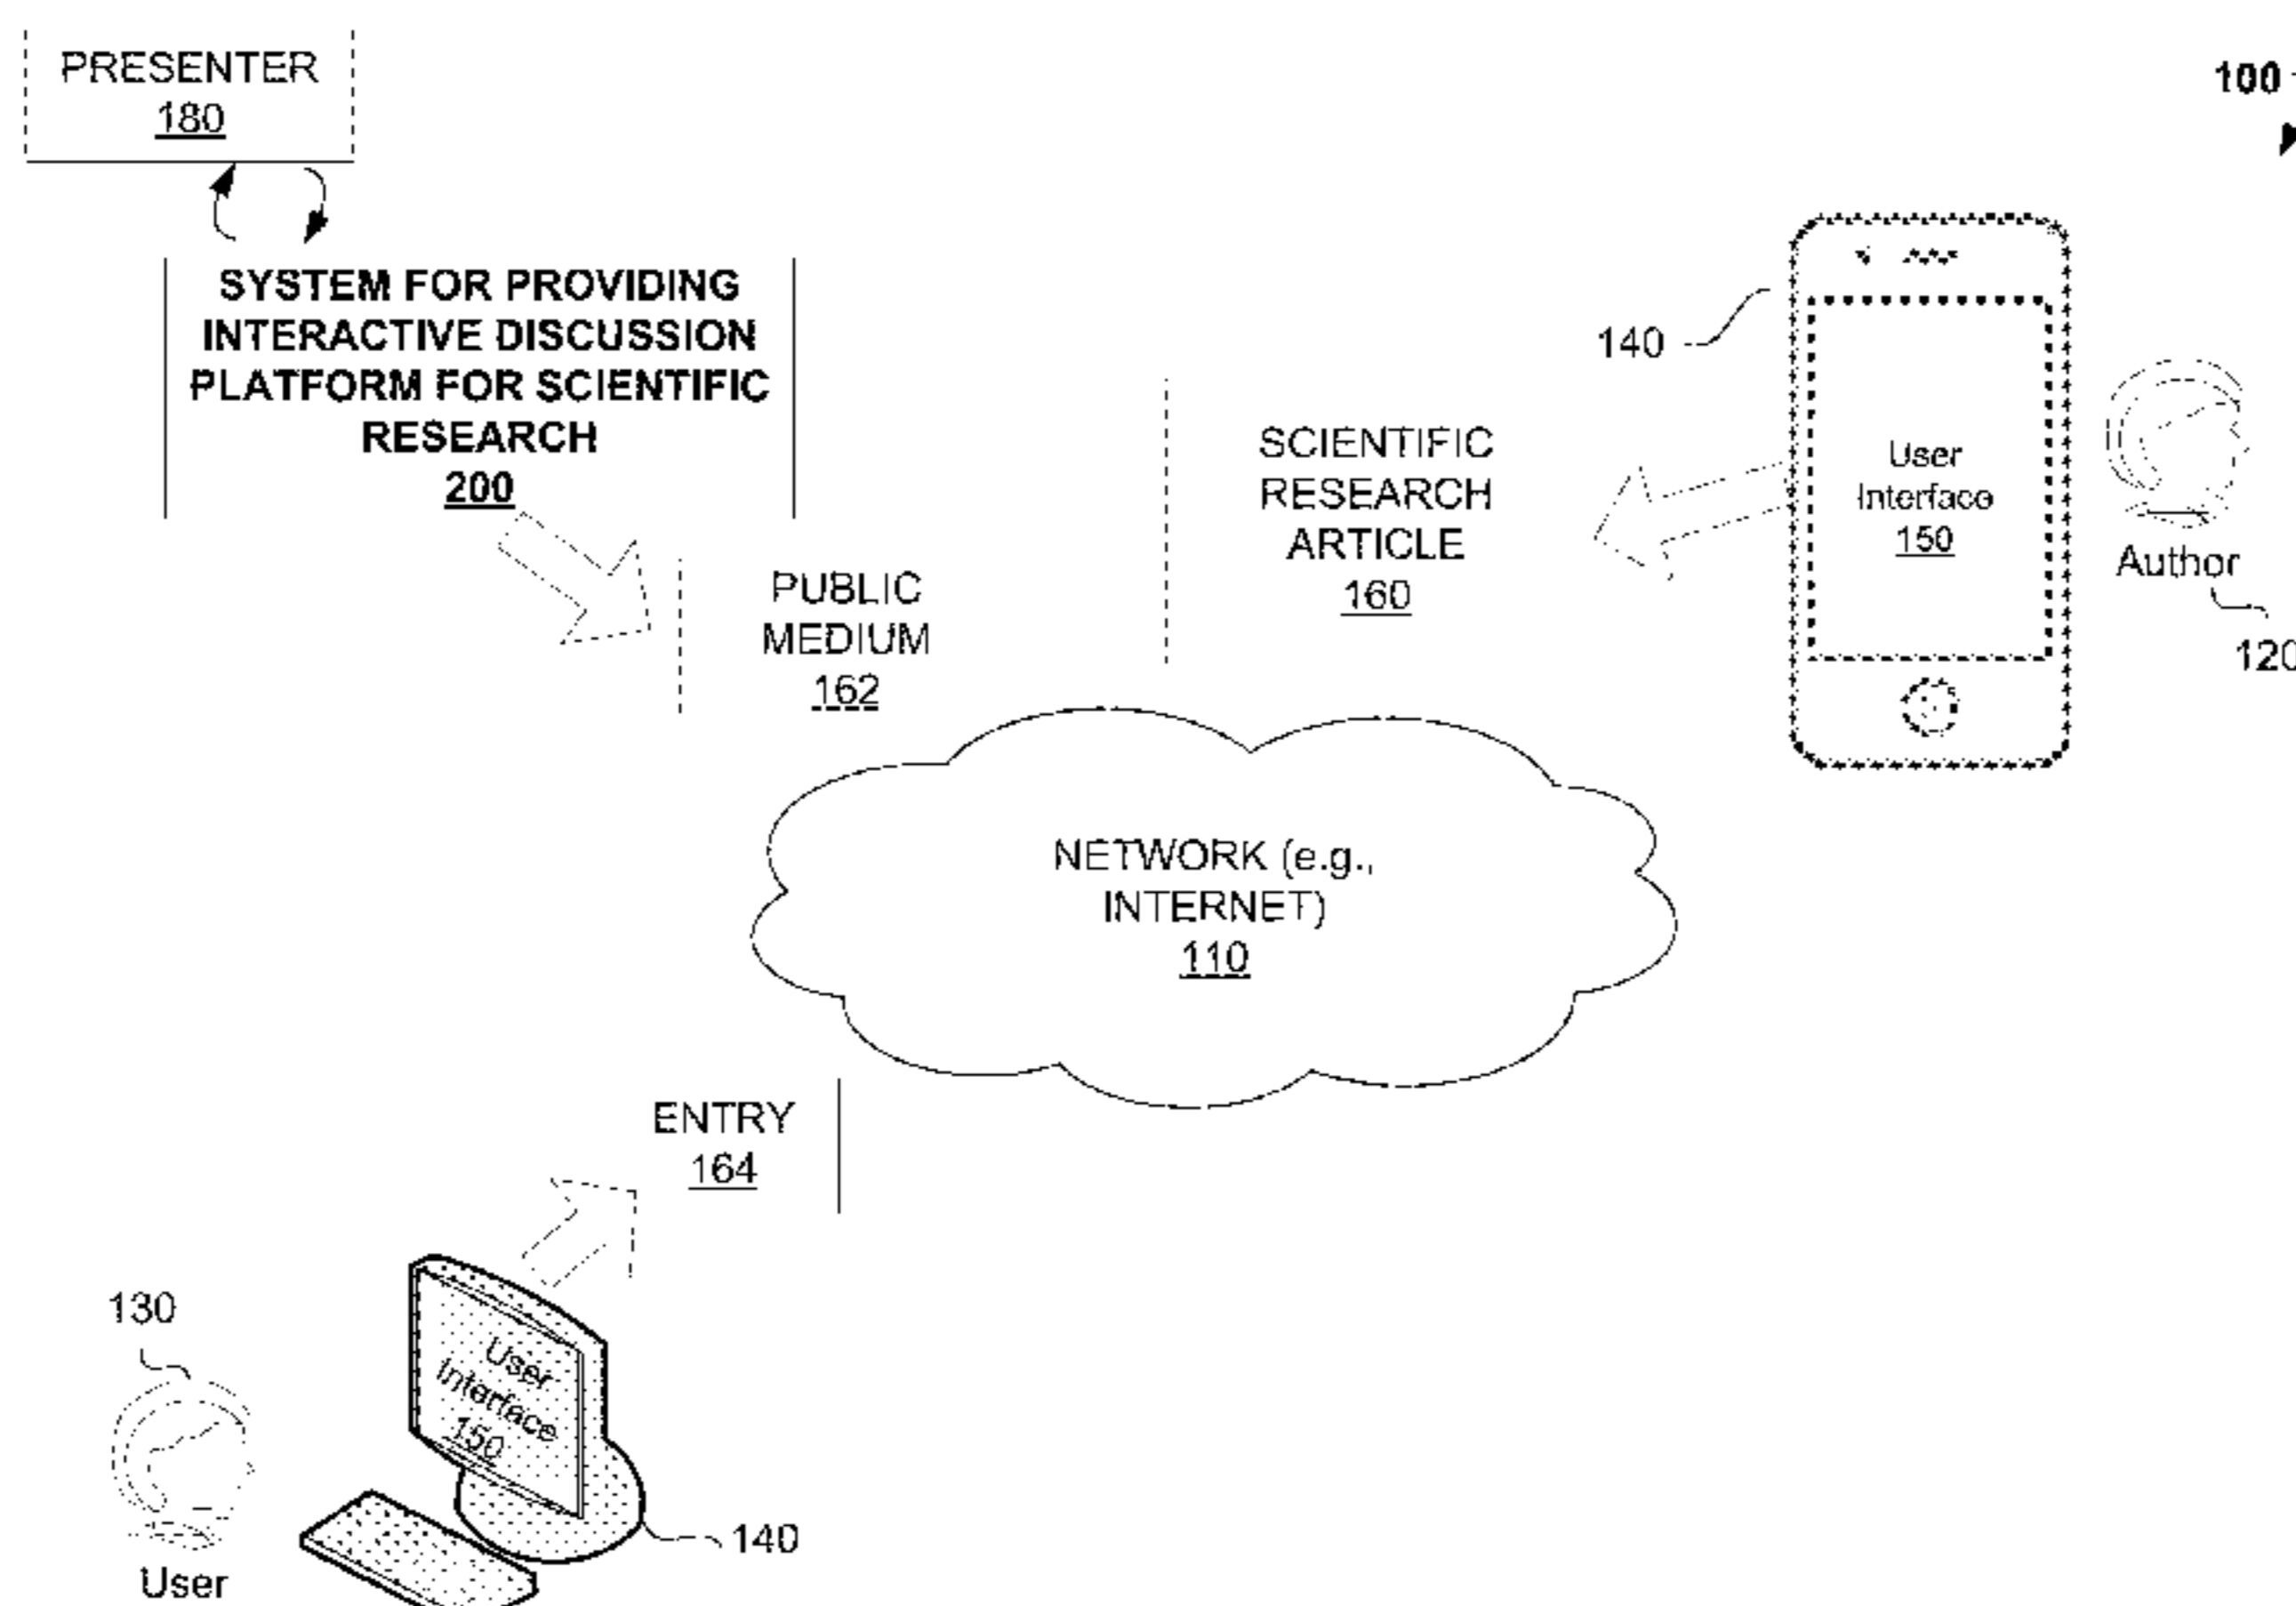 PRESENTER
180
100
SYSTEM FOR PROVIDING
INTERACTIVE DISCUSSION
PLATFORM FOR SCIENTIFIC
RESEARCH
200
140
SCIENTIFIC
RESEARCH
ARTICLE
160
User
Interface
150
Author
120
PUBLIC
MEDIUM
162
NETWORK (e.g.,
INTERNET)
110
ENTRY
164
130
User
Interface
150
140
User